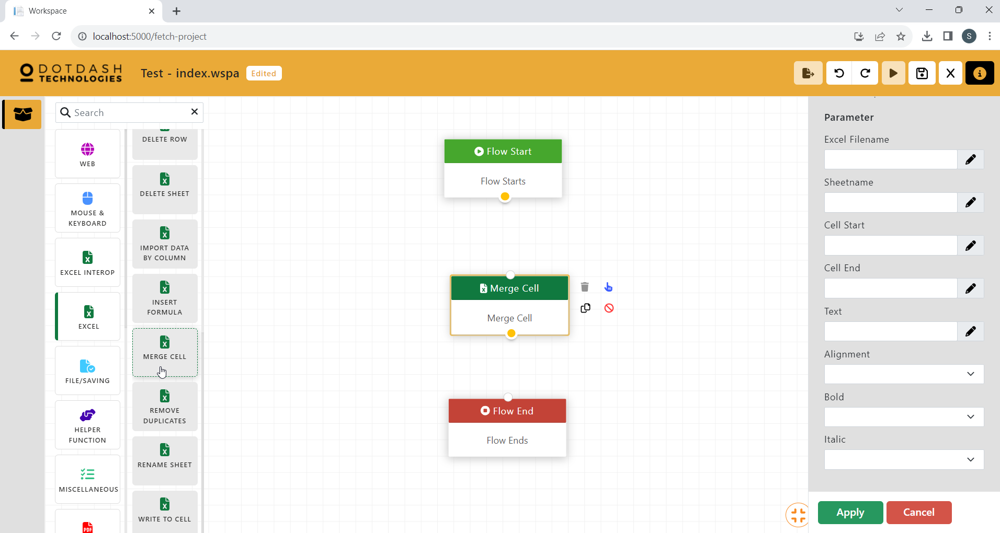 Workspace
localhost:5000/fetch-project
S
DOTDASH
TECHNOLOGIES
Test - index.wspa
Edited
Search
WEB
MOUSE &
KEYBOARD
EXCEL INTEROP
EXCEL
FILE/SAVING
HELPER
FUNCTION
MISCELLANEOUS
PDF
DELETE ROW
DELETE SHEET
IMPORT DATA
BY COLUMN
INSERT
FORMULA
MERGE CELL
REMOVE
DUPLICATES
RENAME SHEET
WRITE TO CELL
Flow Start
Flow Starts
Merge Cell
Merge Cell
Flow End
Flow Ends
Parameter
Excel Filename
Sheetname
Cell Start
Cell End
Text
Alignment
Bold
Italic
Apply
Cancel